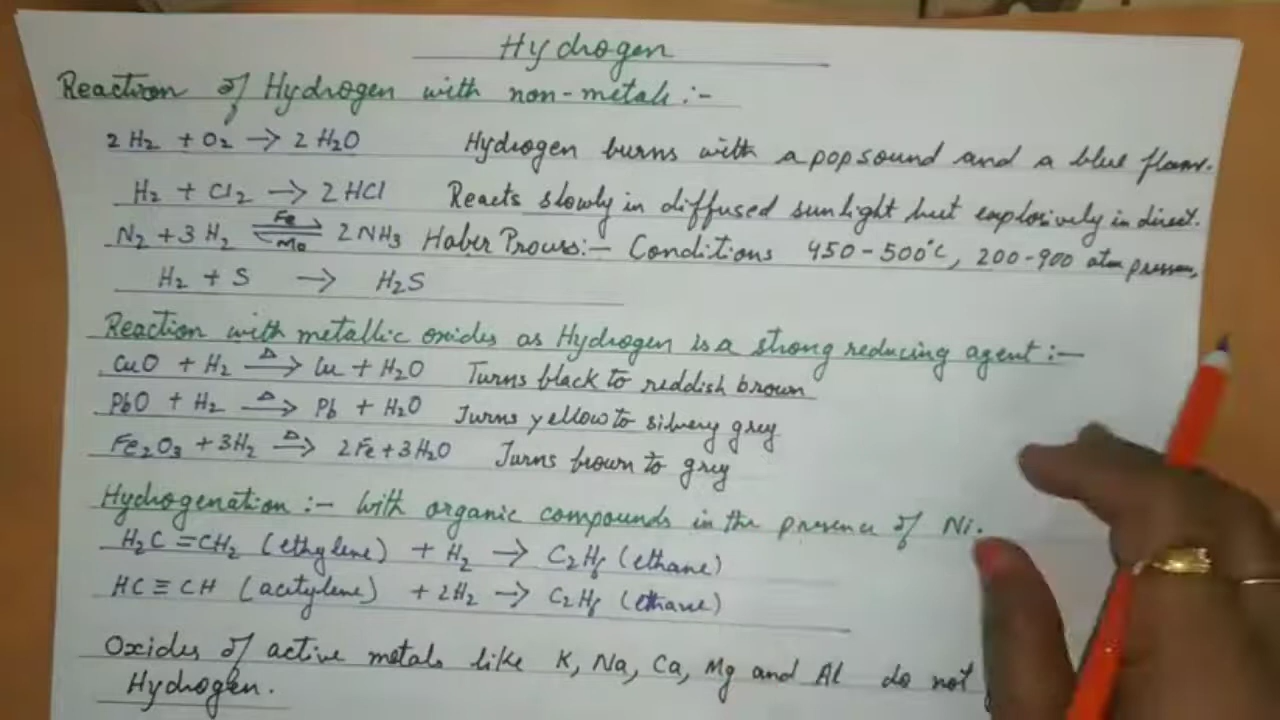 Hydrogen
Reaction of Hydrogen with non-metals :-
2H₂ + O₂ → 2H₂O Hydrogen burns with a pop sound and a blue flame.
H₂ + Cl₂ → 2HCl Reacts slowly in diffused sunlight but explosively in direct.
N₂ + 3H₂ ⇌ 2NH₃ Haber Process:- Conditions 450-500°C, 200-900 atm pressure,
Fe
Mo
H₂ + S → H₂S
Reaction with metallic oxides as Hydrogen is a strong reducing agent :-
CuO + H₂ △→ Cu + H₂O Turns black to reddish brown
PbO + H₂ △→ Pb + H₂O Turns yellow to silvery grey
Fe₂O₃ + 3H₂ △→ 2Fe + 3H₂O Turns brown to grey
Hydrogenation :- With organic compounds in the presence of Ni.
H₂C=CH₂ (ethylene) + H₂ → C₂H₆ (ethane)
HC≡CH (acetylene) + 2H₂ → C₂H₆ (ethane)
Oxides of active metals like K, Na, Ca, Mg and Al do not
Hydrogen.